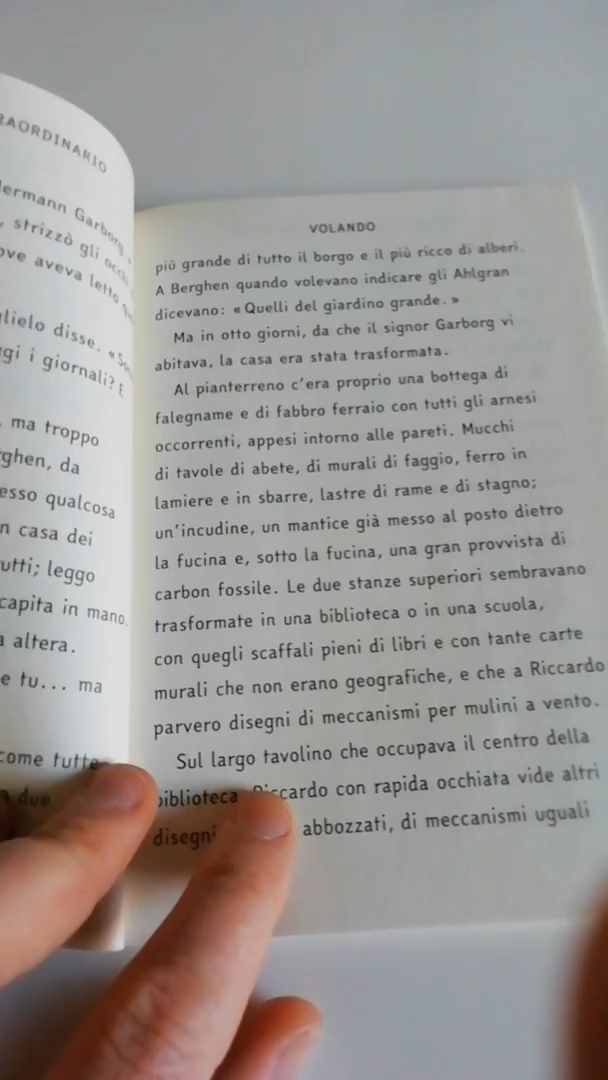 RAORDINARIO
Hermann Garborg
, strizzò gli occhi
ove aveva letto
glielo disse. «
gi i giornali? E
, ma troppo
ghen, da
esso qualcosa
n casa dei
utti; leggo
capita in mano.
a altera.
e tu... ma
come tutte
due
VOLANDO
più grande di tutto il borgo e il più ricco di alberi.
A Berghen quando volevano indicare gli Ahlgran
dicevano: «Quelli del giardino grande.»
Ma in otto giorni, da che il signor Garborg vi
abitava, la casa era stata trasformata.
Al pianterreno c'era proprio una bottega di
falegname e di fabbro ferraio con tutti gli arnesi
occorrenti, appesi intorno alle pareti. Mucchi
di tavole di abete, di murali di faggio, ferro in
lamiere e in sbarre, lastre di rame e di stagno;
un'incudine, un mantice già messo al posto dietro
la fucina e, sotto la fucina, una gran provvista di
carbon fossile. Le due stanze superiori sembravano
trasformate in una biblioteca o in una scuola,
con quegli scaffali pieni di libri e con tante carte
murali che non erano geografiche, e che a Riccardo
parvero disegni di meccanismi per mulini a vento.
Sul largo tavolino che occupava il centro della
biblioteca Riccardo con rapida occhiata vide altri
disegni abbozzati, di meccanismi uguali